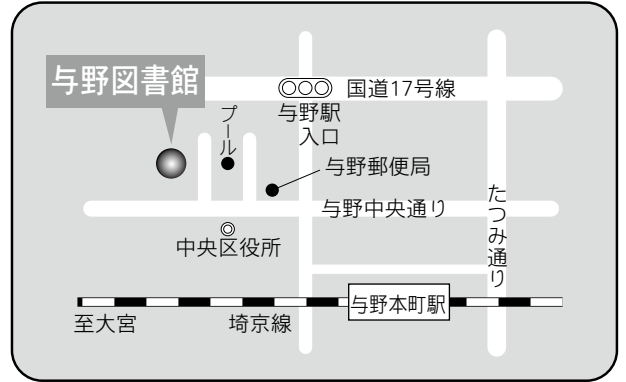 与野図書館
国道17号線
与野駅
入口
プール
与野郵便局
与野中央通り
たつみ通り
中央区役所
与野本町駅
至大宮
埼京線